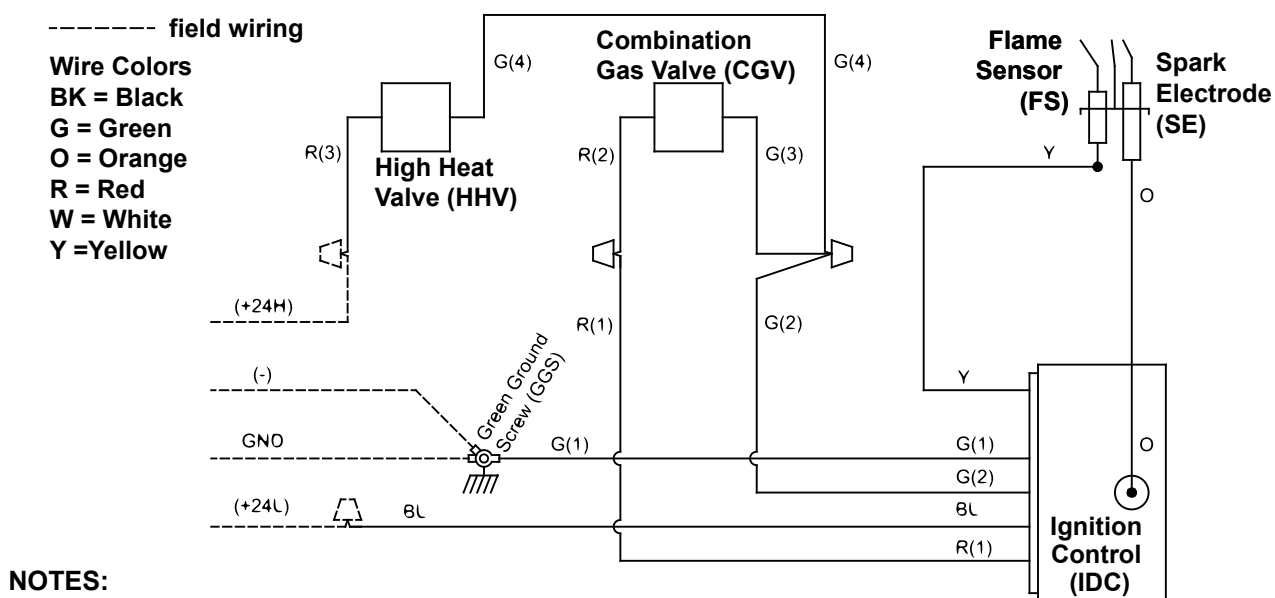 field wiring
Wire Colors
BK = Black
G = Green
O = Orange
R = Red
W = White
Y =Yellow
G(4)
Combination
Gas Valve (CGV)
G(4)
Flame
Sensor
(FS)
Spark
Electrode
(SE)
R(3)
High Heat
Valve (HHV)
R(2)
G(3)
Y
O
(+24H)
R(1)
G(2)
(-)
Green Ground
Screw (GGS)
Y
GND
G(1)
G(1)
O
G(2)
(+24L)
BL
BL
R(1)
Ignition
Control
(IDC)
NOTES: